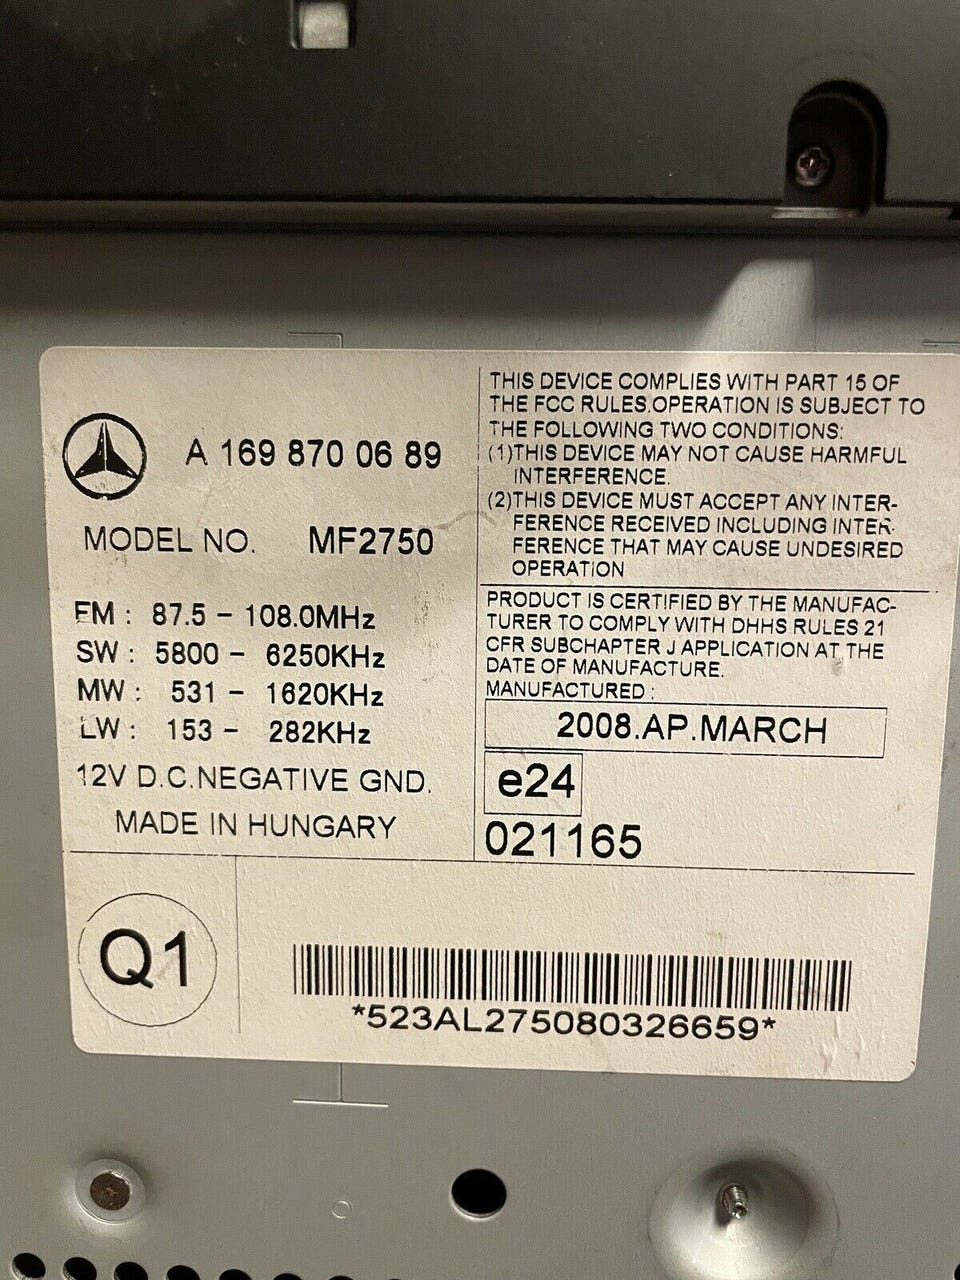 A 169 870 06 89
MODEL NO. MF2750
FM : 87.5 - 108.0MHz
SW : 5800 - 6250KHz
MW : 531 - 1620KHz
LW : 153 - 282KHz
12V D.C.NEGATIVE GND.
MADE IN HUNGARY
THIS DEVICE COMPLIES WITH PART 15 OF
THE FCC RULES.OPERATION IS SUBJECT TO
THE FOLLOWING TWO CONDITIONS:
(1)THIS DEVICE MAY NOT CAUSE HARMFUL
INTERFERENCE.
(2)THIS DEVICE MUST ACCEPT ANY INTER-
FERENCE RECEIVED INCLUDING INTER-
FERENCE THAT MAY CAUSE UNDESIRED
OPERATION
PRODUCT IS CERTIFIED BY THE MANUFAC-
TURER TO COMPLY WITH DHHS RULES 21
CFR SUBCHAPTER J APPLICATION AT THE
DATE OF MANUFACTURE.
MANUFACTURED :
2008.AP.MARCH
e24
021165
Q1
*523AL275080326659*